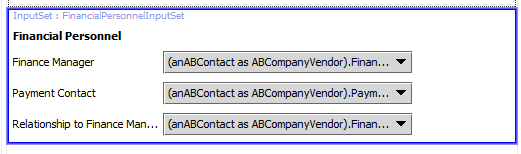 InputSet : FinancialPersonnelInputSet
Financial Personnel
Finance Manager (anABContact as ABCompanyVendor).Finan...
Payment Contact (anABContact as ABCompanyVendor).Paym...
Relationship to Finance Man... (anABContact as ABCompanyVendor).Finan...